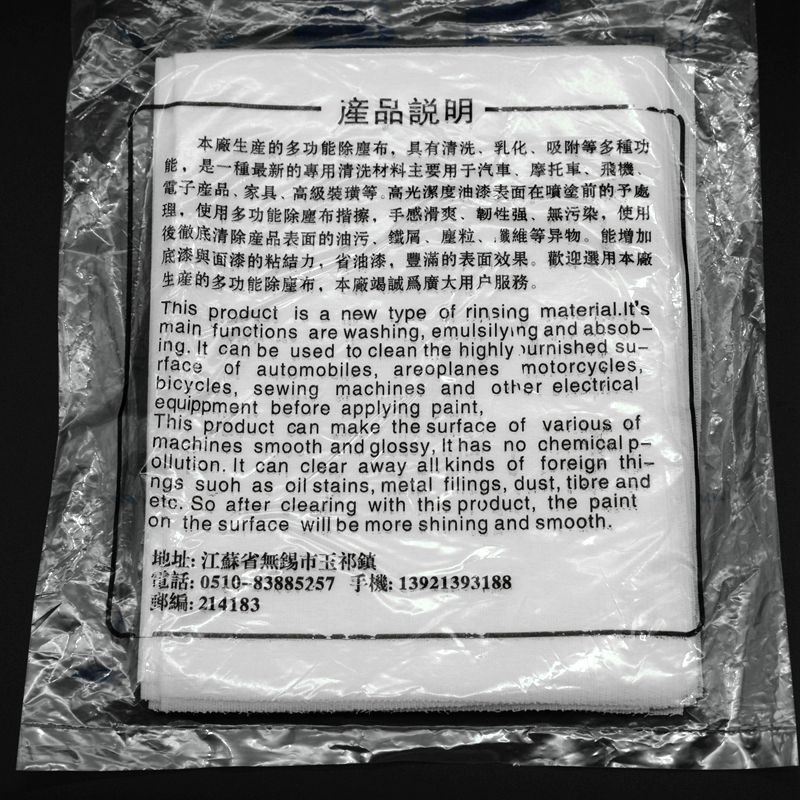 産品説明
本廠生産的多功能除塵布，具有清洗、乳化、吸附等多種功
能，是一種最新的專用清洗材料主要用于汽車、摩托車、飛機、
電子産品、家具、高級裝璜等。高光潔度油漆表面在噴塗前的予處
理，使用多功能除塵布揩擦，手感滑爽、韌性强、無污染，使用
後徹底清除産品表面的油污、鐵屑、塵粒、纖維等异物。能增加
底漆與面漆的粘結力，省油漆，豐滿的表面效果。歡迎選用本廠
生産的多功能除塵布，本廠竭誠爲廣大用户服務。
This product is a new type of rinsing material.It's
main functions are washing, emulsilying and absob-
ing. It can be used to clean the highly burnished su-
rface of automobiles, areoplanes motorcycles,
bicycles, sewing machines and other electrical
equippment before applying paint,
This product can make the surface of various of
machines smooth and glossy, It has no chemical p-
ollution. It can clear away all kinds of foreign thi-
ngs suoh as oil stains, metal filings, dust, tibre and
etc. So after clearing with this product, the paint
on the surface will be more shining and smooth.
地址: 江蘇省無錫市玉祁鎮
電話: 0510-83885257 手機: 13921393188
郵編: 214183